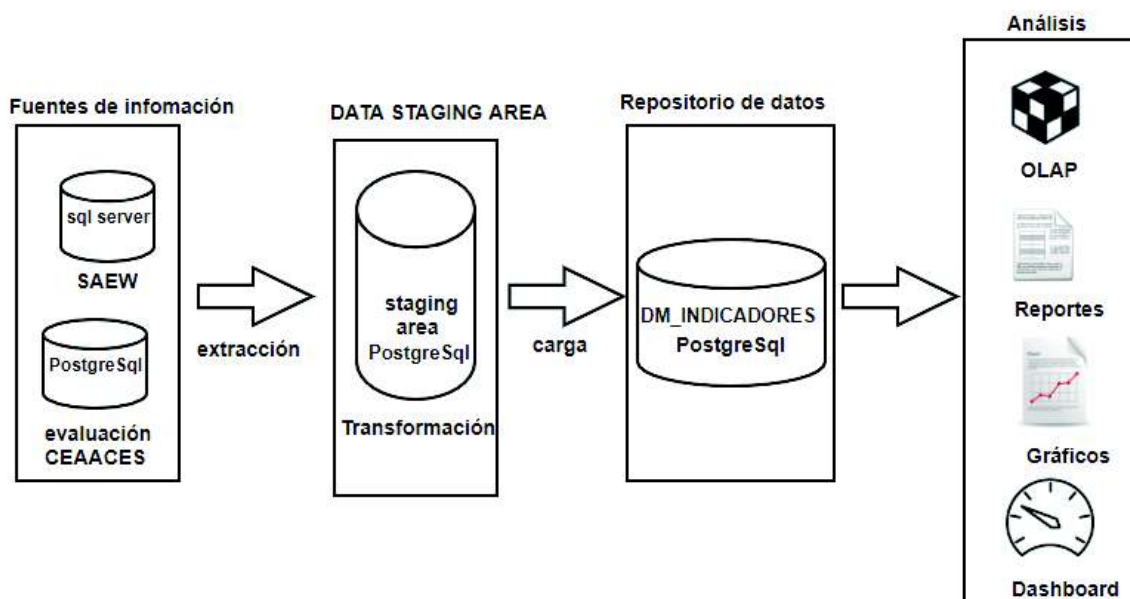 Fuentes de infomación
sql server
SAEW
PostgreSql
evaluación
CEAACES
extracción
DATA STAGING AREA
staging
area
PostgreSql
Transformación
carga
Repositorio de datos
DM_INDICADORES
PostgreSql
Análisis
OLAP
Reportes
Gráficos
Dashboard